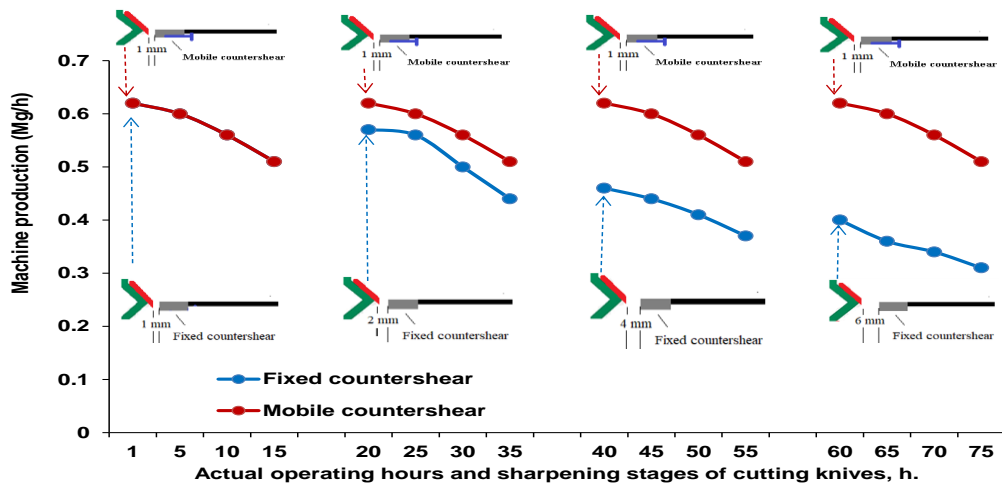 1 mm
Mobile countershear
1 mm
Mobile countershear
1 mm
Mobile countershear
1 mm
Mobile countershear
Machine production (Mg/h)
0.7
0.6
0.5
0.4
0.3
0.2
0.1
0
1 mm
Fixed countershear
2 mm
Fixed countershear
4 mm
Fixed countershear
6 mm
Fixed countershear
Fixed countershear
Mobile countershear
1 5 10 15 20 25 30 35 40 45 50 55 60 65 70 75
Actual operating hours and sharpening stages of cutting knives, h.